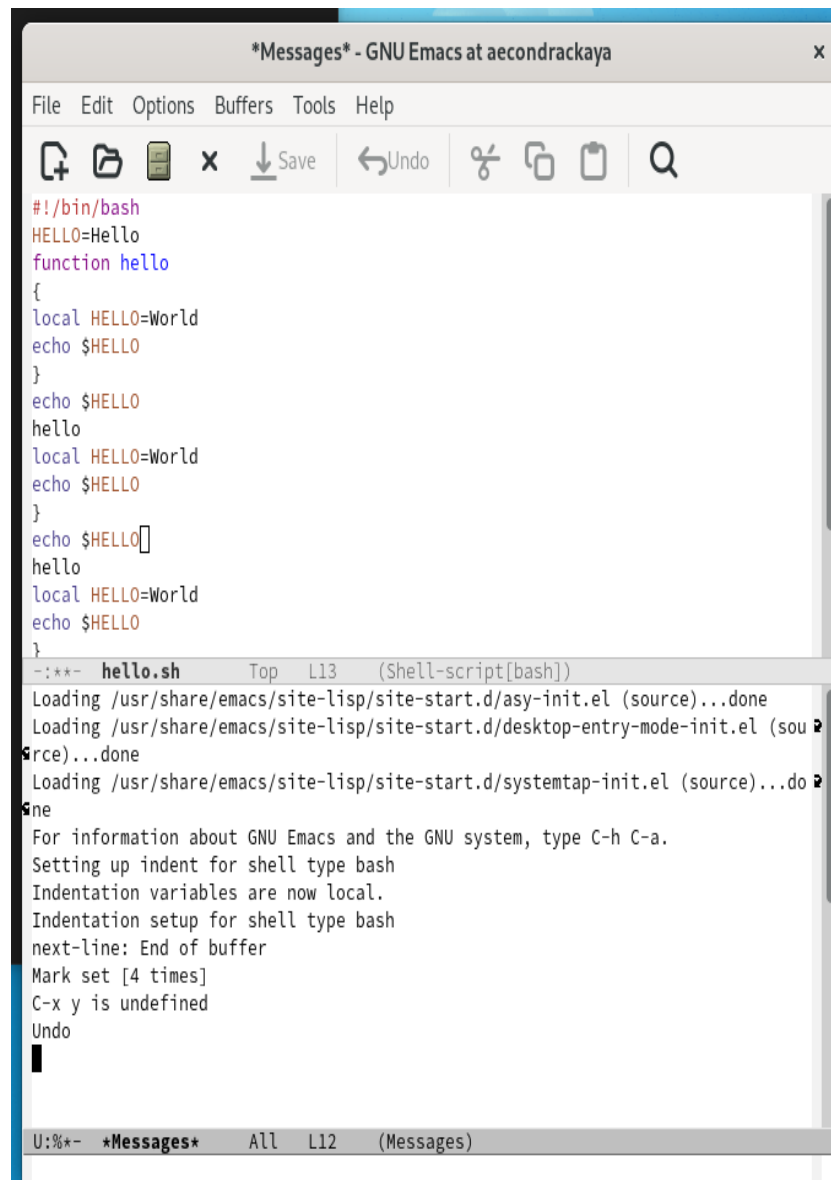 *Messages* - GNU Emacs at aecondrackaya ×
File Edit Options Buffers Tools Help
Save Undo
#!/bin/bash
HELLO=Hello
function hello
{
local HELLO=World
echo $HELLO
}
echo $HELLO
hello
local HELLO=World
echo $HELLO
}
echo $HELLO
hello
local HELLO=World
echo $HELLO
}
-:**- hello.sh Top L13 (Shell-script[bash])
Loading /usr/share/emacs/site-lisp/site-start.d/asy-init.el (source)...done
Loading /usr/share/emacs/site-lisp/site-start.d/desktop-entry-mode-init.el (sou
rce)...done
Loading /usr/share/emacs/site-lisp/site-start.d/systemtap-init.el (source)...do
ne
For information about GNU Emacs and the GNU system, type C-h C-a.
Setting up indent for shell type bash
Indentation variables are now local.
Indentation setup for shell type bash
next-line: End of buffer
Mark set [4 times]
C-x y is undefined
Undo
U:%*- *Messages* All L12 (Messages)